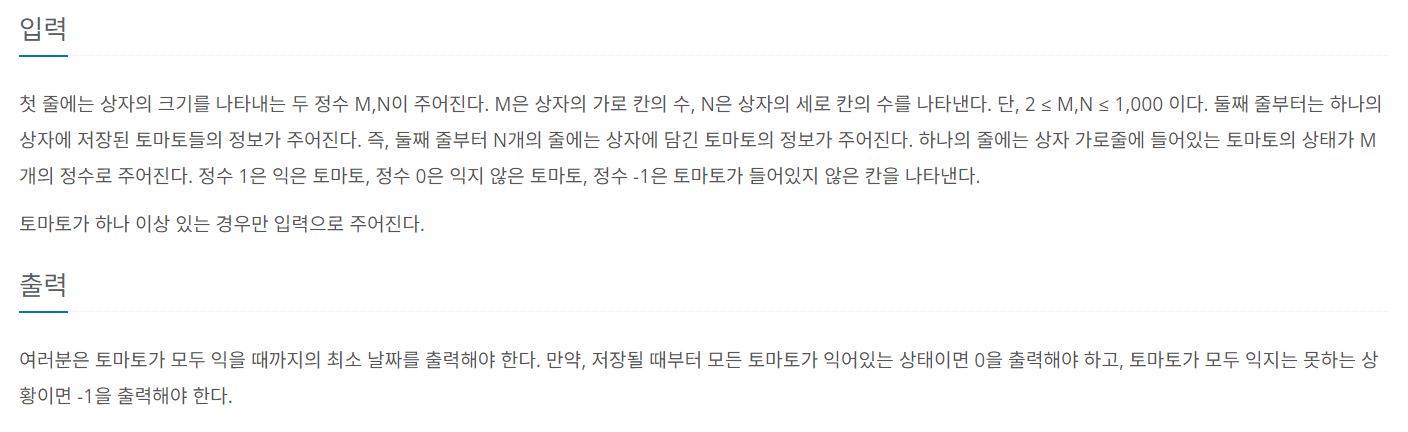 입력
첫 줄에는 상자의 크기를 나타내는 두 정수 M,N이 주어진다. M은 상자의 가로 칸의 수, N은 상자의 세로 칸의 수를 나타낸다. 단, 2 ≤ M,N ≤ 1,000 이다. 둘째 줄부터는 하나의
상자에 저장된 토마토들의 정보가 주어진다. 즉, 둘째 줄부터 N개의 줄에는 상자에 담긴 토마토의 정보가 주어진다. 하나의 줄에는 상자 가로줄에 들어있는 토마토의 상태가 M
개의 정수로 주어진다. 정수 1은 익은 토마토, 정수 0은 익지 않은 토마토, 정수 -1은 토마토가 들어있지 않은 칸을 나타낸다.
토마토가 하나 이상 있는 경우만 입력으로 주어진다.
출력
여러분은 토마토가 모두 익을 때까지의 최소 날짜를 출력해야 한다. 만약, 저장될 때부터 모든 토마토가 익어있는 상태이면 0을 출력해야 하고, 토마토가 모두 익지는 못하는 상
황이면 -1을 출력해야 한다.